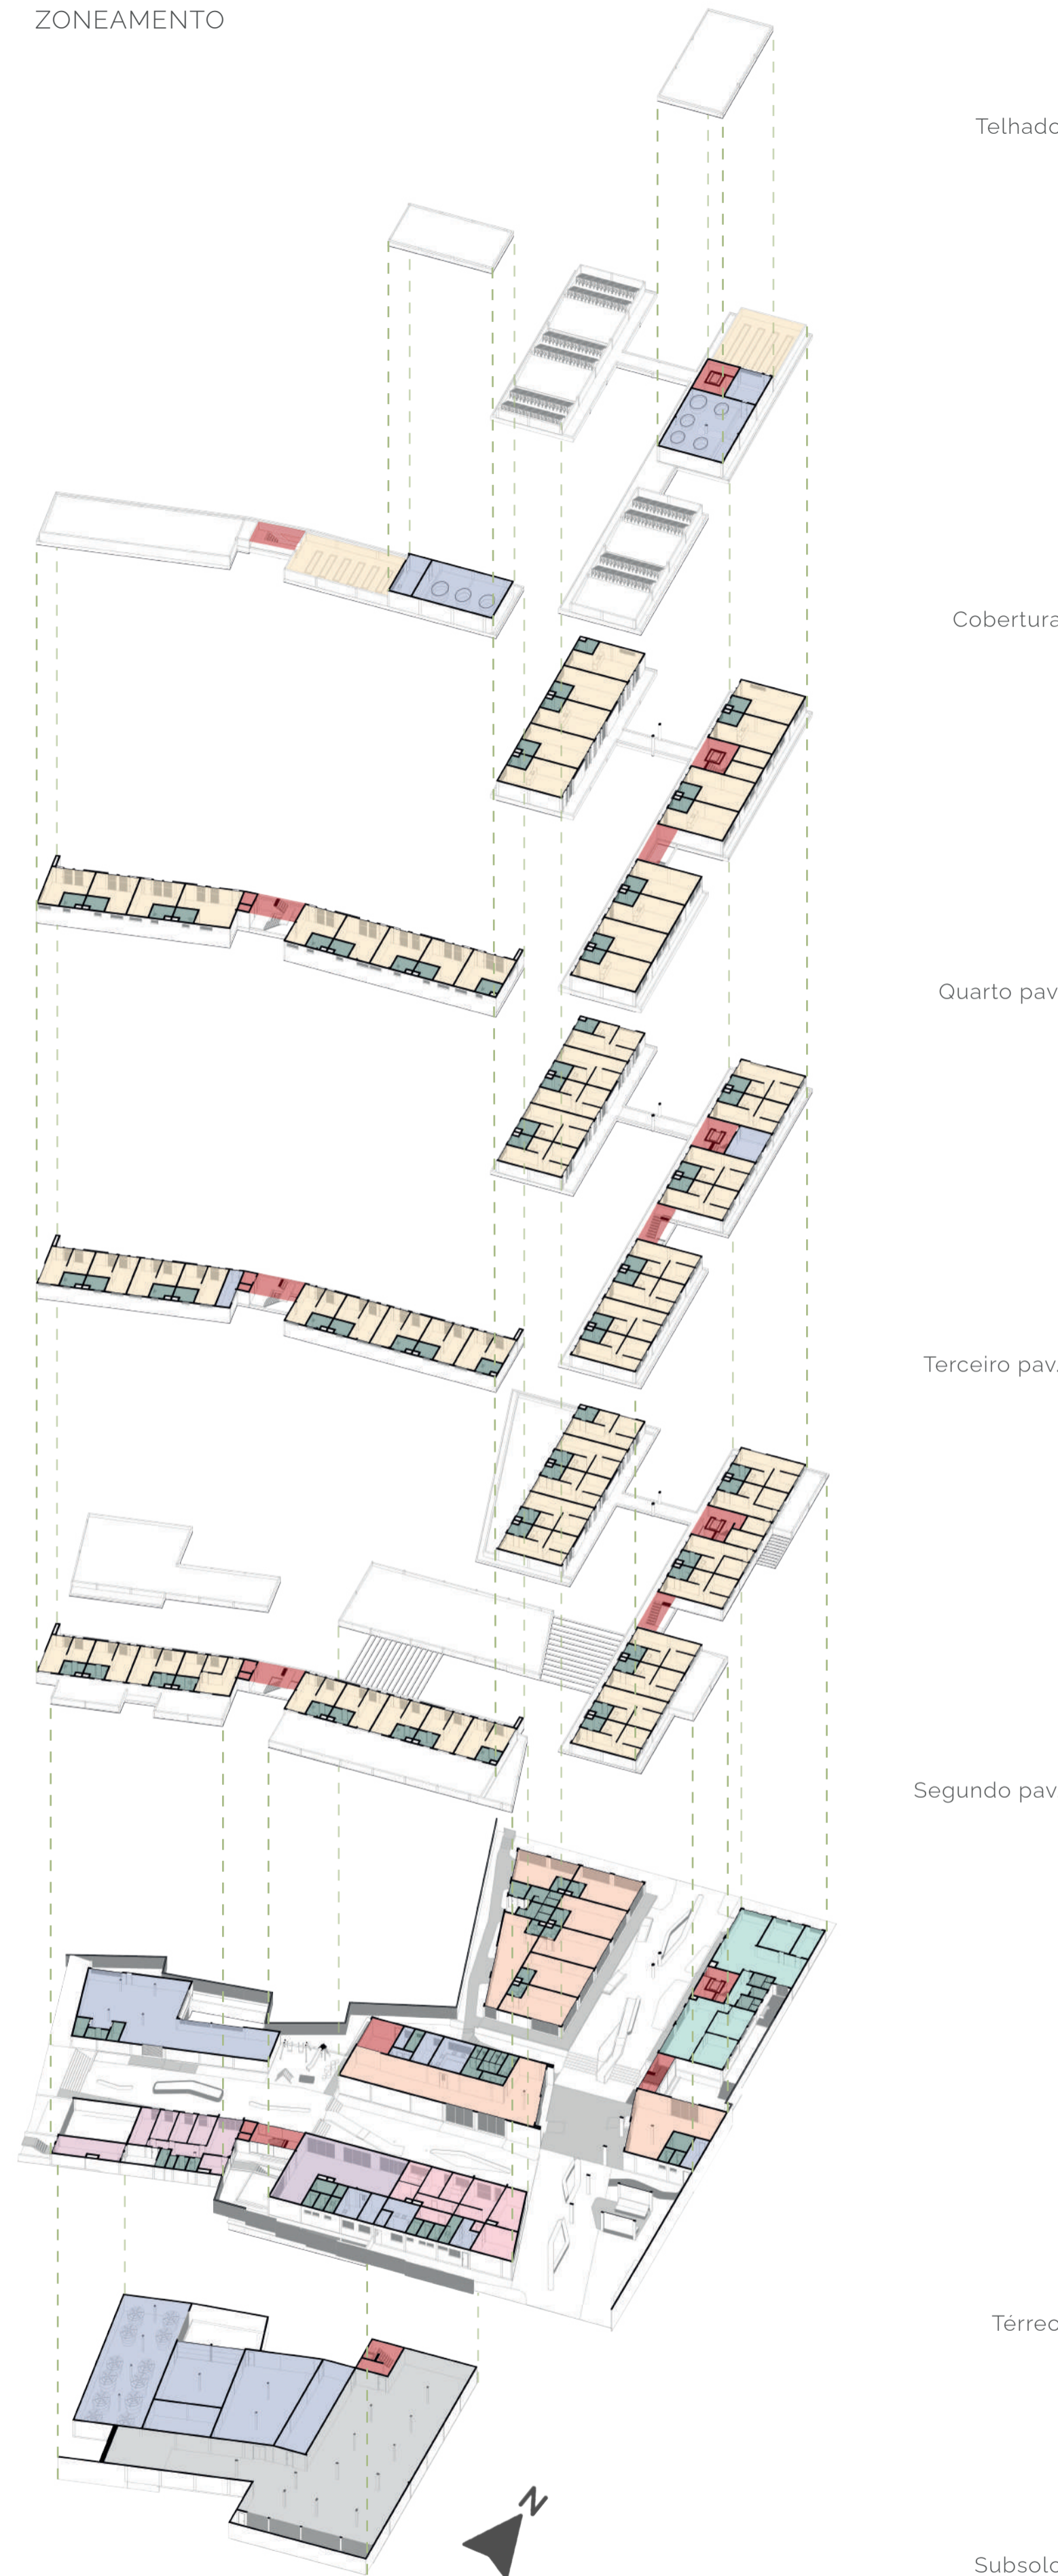 ZONEAMENTO
Telhado
Cobertura
Quarto pav
Terceiro pav.
Segundo pav
Térreo
N
Subsolo